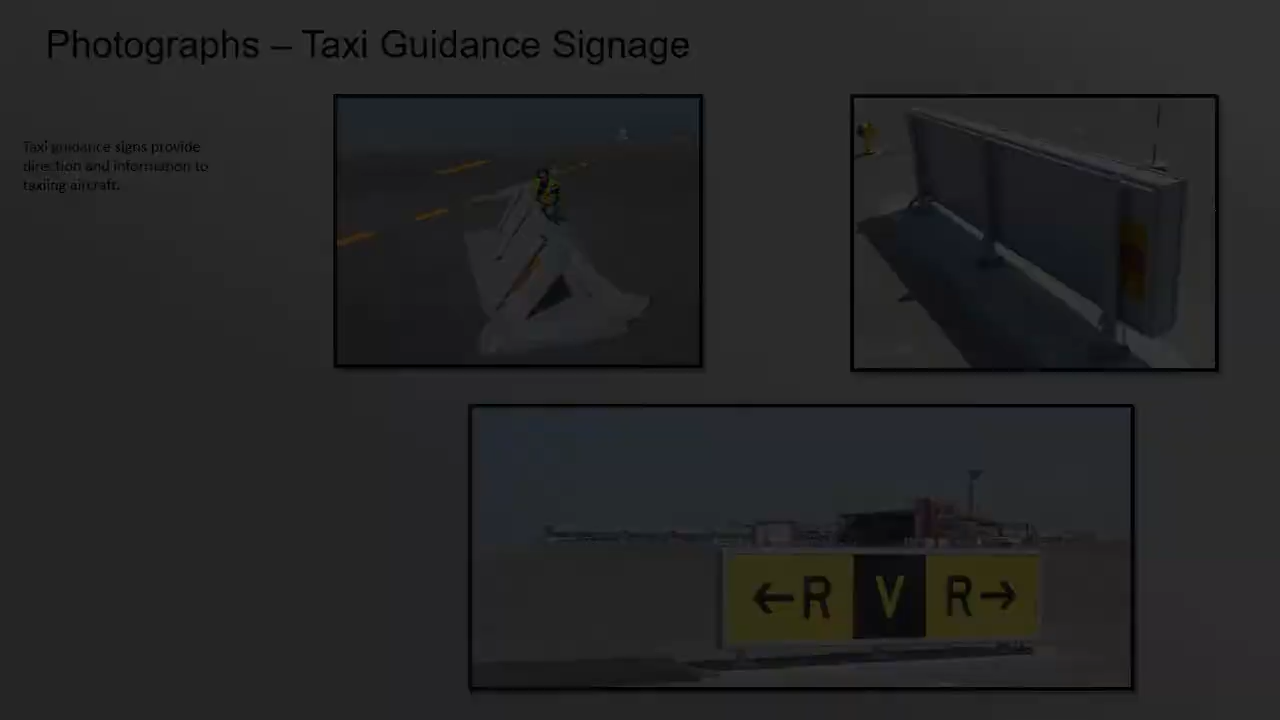 Photographs – Taxi Guidance Signage
Taxi guidance signs provide
direction and information to
taxiing aircraft.
←R V R→